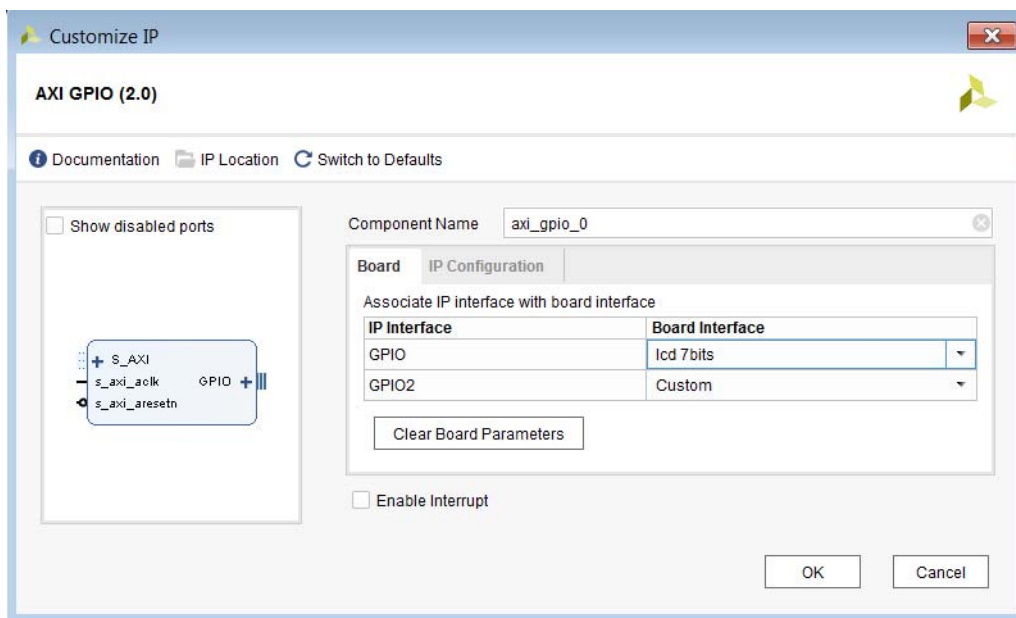 Customize IP
AXI GPIO (2.0)
Documentation IP Location Switch to Defaults
Show disabled ports
S_AXI
s_axi_aclk GPIO
s_axi_aresetn
Component Name axi_gpio_0
Board IP Configuration
Associate IP interface with board interface
IP Interface Board Interface
GPIO lcd 7bits
GPIO2 Custom
Clear Board Parameters
Enable Interrupt
OK Cancel